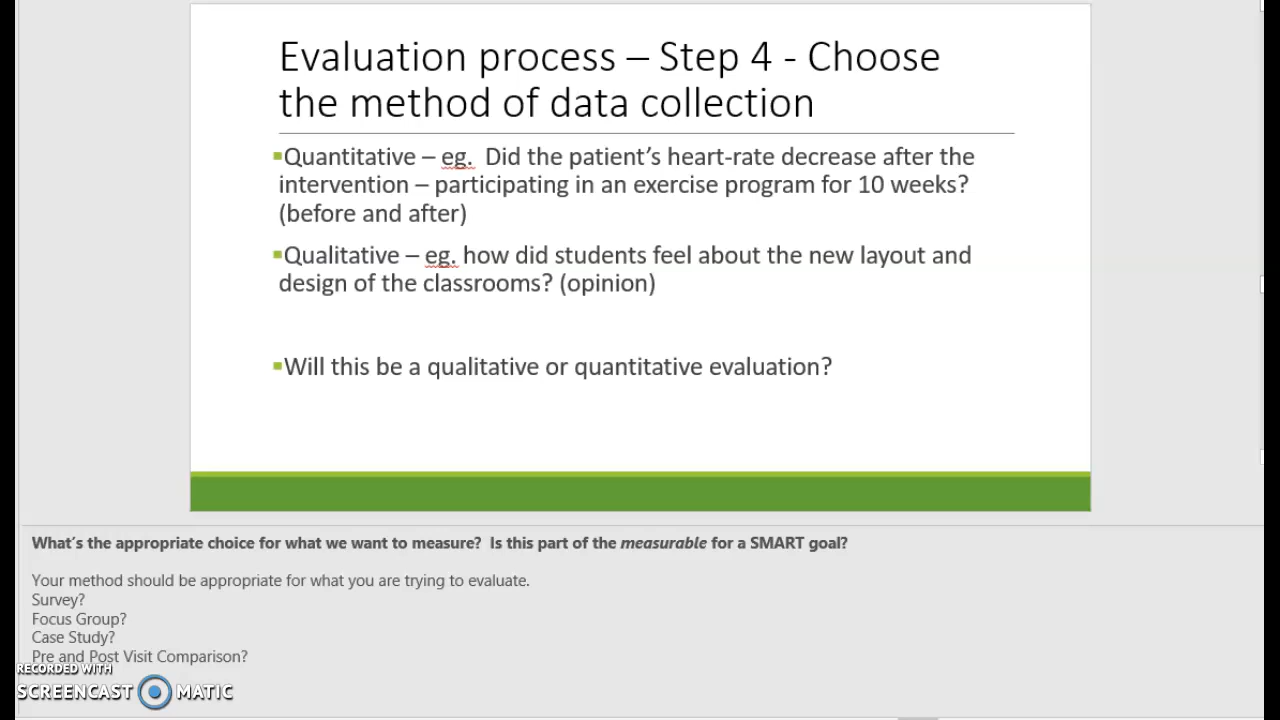 Evaluation process – Step 4 - Choose
the method of data collection
Quantitative – eg. Did the patient's heart-rate decrease after the
intervention – participating in an exercise program for 10 weeks?
(before and after)
Qualitative – eg. how did students feel about the new layout and
design of the classrooms? (opinion)
Will this be a qualitative or quantitative evaluation?
What's the appropriate choice for what we want to measure? Is this part of the measurable for a SMART goal?
Your method should be appropriate for what you are trying to evaluate.
Survey?
Focus Group?
Case Study?
Pre and Post Visit Comparison?
RECORDED WITH
SCREENCAST MATIC